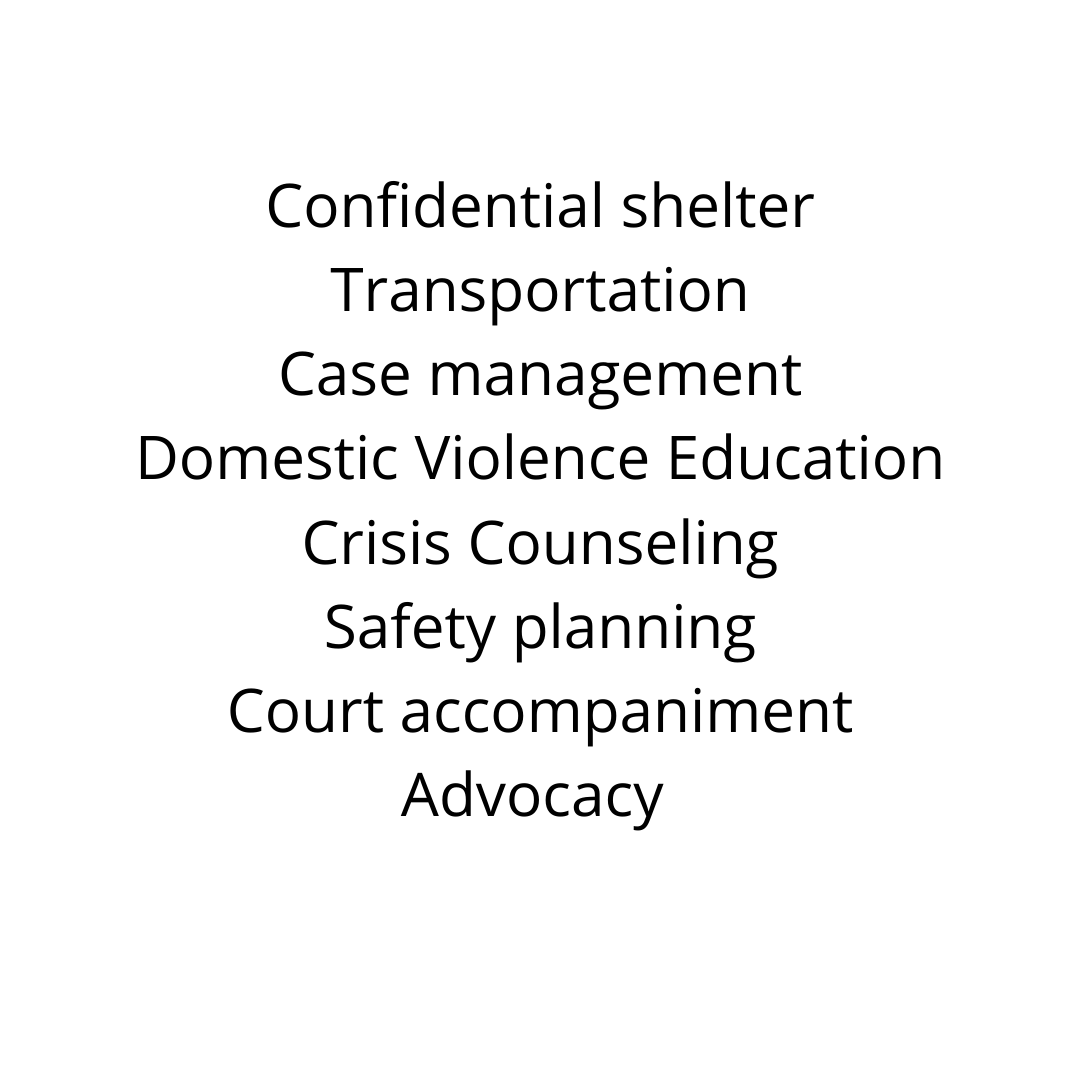 Confidential shelter
Transportation
Case management
Domestic Violence Education
Crisis Counseling
Safety planning
Court accompaniment
Advocacy